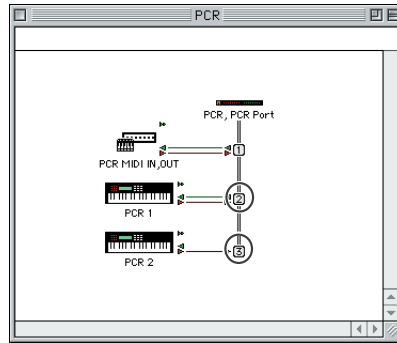 PCR
PCR, PCR Port
1
PCR MIDI IN,OUT
2
PCR 1
3
PCR 2